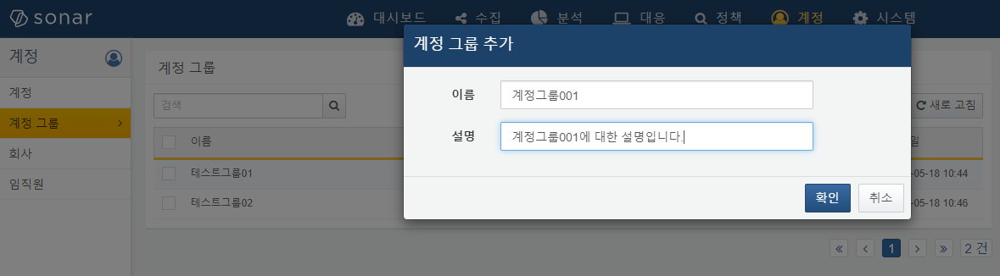 sonar 대시보드 수집 분석 대응 정책 계정 시스템
계정 그룹 추가
계정
계정 그룹
이름 계정그룹001
계정
검색
새로 고침
설명 계정그룹001에 대한 설명입니다.
계정 그룹
이름
일
회사
테스트그룹01
-05-18 10:44
임직원
확인 취소
테스트그룹02
-05-18 10:46
« ‹ 1 › » 2 건